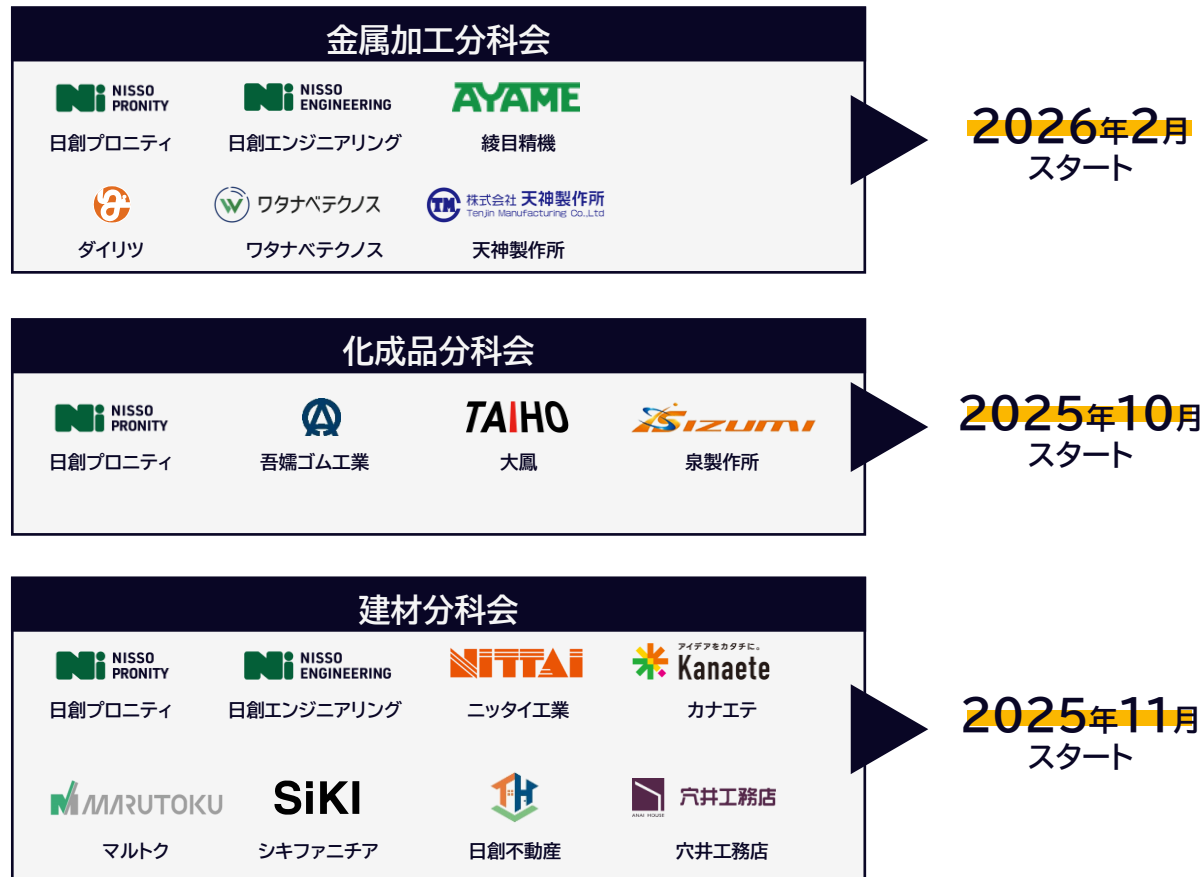 金属加工分科会
NISSO
PRONITY
NISSO
ENGINEERING
AYAME
日創プロニティ
日創エンジニアリング
綾目精機
ワタナベテクノス
TM
株式会社 天神製作所
Tenjin Manufacturing Co.,Ltd
ダイリツ
ワタナベテクノス
天神製作所
2026年2月
スタート
化成品分科会
NISSO
PRONITY
TAIHO
SIZUMI
日創プロニティ
吾嬬ゴム工業
大鳳
泉製作所
2025年10月
スタート
建材分科会
NISSO
PRONITY
NISSO
ENGINEERING
NITTAI
アイデアをカタチに。
Kanaete
日創プロニティ
日創エンジニアリング
ニッタイ工業
カナエテ
MARUTOKU
SiKI
ANAI HOUSE
穴井工務店
マルトク
シキファニチア
日創不動産
穴井工務店
2025年11月
スタート